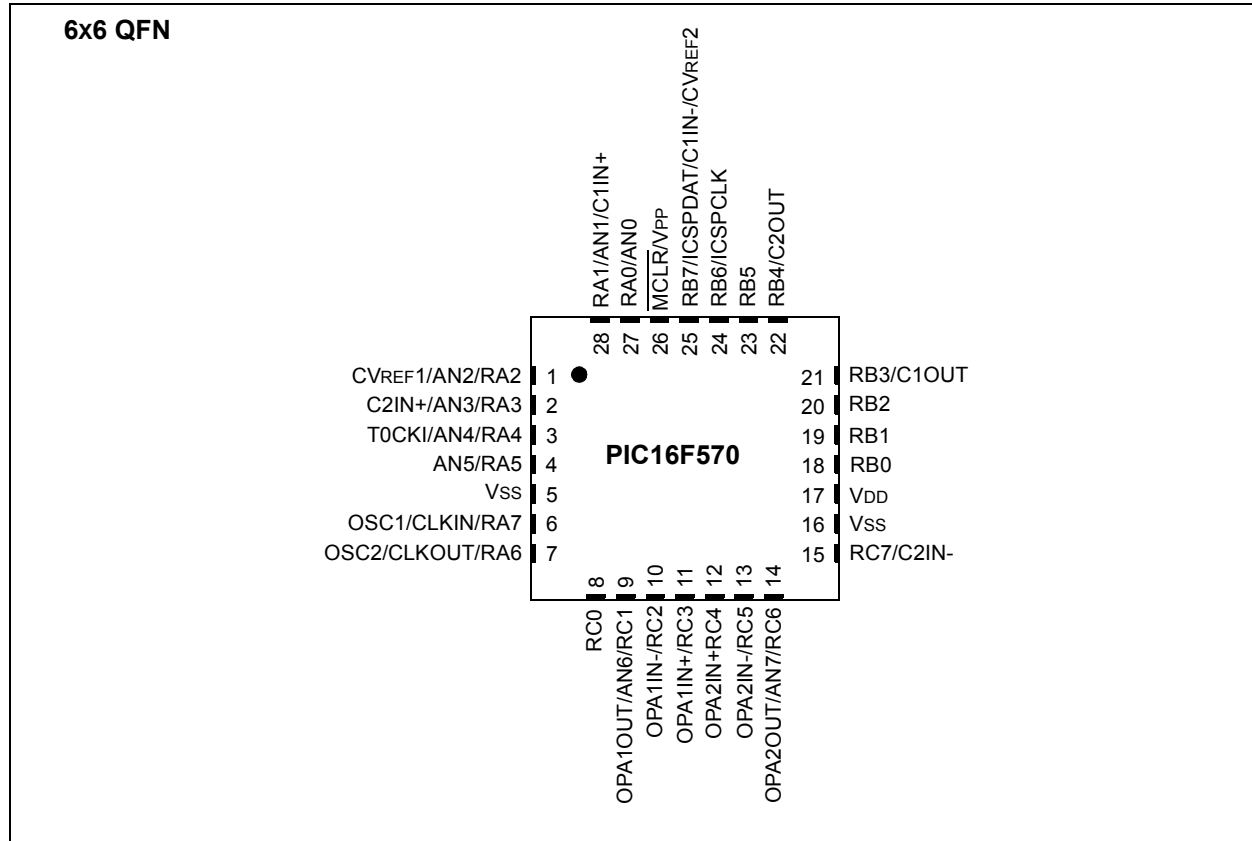 6x6 QFN
RA1/AN1/C1IN+
RA0/AN0
MCLR/VPP
RB7/ICSPDAT/C1IN-/CVREF2
RB6/ICSPCLK
RB5
RB4/C2OUT
28 27 26 25 24 23 22
CVREF1/AN2/RA2 1
C2IN+/AN3/RA3 2
T0CKI/AN4/RA4 3
AN5/RA5 4
VSS 5
OSC1/CLKIN/RA7 6
OSC2/CLKOUT/RA6 7
PIC16F570
21 RB3/C1OUT
20 RB2
19 RB1
18 RB0
17 VDD
16 VSS
15 RC7/C2IN-
8 9 10 11 12 13 14
RC0
OPA1OUT/AN6/RC1
OPA1IN-/RC2
OPA1IN+/RC3
OPA2IN+RC4
OPA2IN-/RC5
OPA2OUT/AN7/RC6